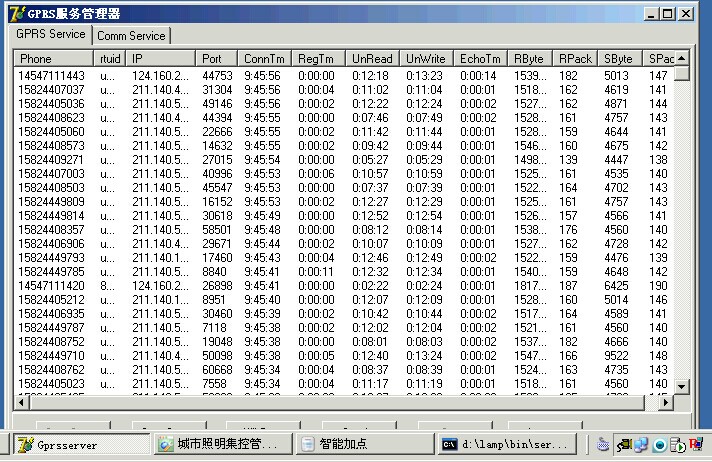 GPRS服务管理器
GPRS Service Comm Service
Phone rtuid IP Port ConnTm RegTm UnRead UnWrite EchoTm RByte RPack SByte SPac
14547111443 u... 124.160.2... 44753 9:45:56 0:00:00 0:12:18 0:13:23 0:00:14 1539... 182 5013 147
15824407037 u... 211.140.4... 31304 9:45:56 0:00:04 0:11:02 0:11:04 0:00:01 1518... 162 4619 141
15824405036 u... 211.140.5... 49146 9:45:56 0:00:02 0:12:22 0:12:24 0:00:02 1527... 162 4871 144
15824408623 u... 211.140.4... 44394 9:45:55 0:00:00 0:07:46 0:07:49 0:00:02 1528... 161 4757 143
15824405060 u... 211.140.5... 22666 9:45:55 0:00:02 0:11:42 0:11:44 0:00:01 1528... 159 4644 141
15824408573 u... 211.140.5... 14632 9:45:55 0:00:02 0:09:42 0:09:44 0:00:01 1546... 160 4675 142
15824409271 u... 211.140.5... 27015 9:45:54 0:00:00 0:05:27 0:05:29 0:00:01 1498... 139 4447 138
15824407003 u... 211.140.5... 40996 9:45:53 0:00:06 0:10:57 0:10:59 0:00:01 1525... 161 4535 140
15824408503 u... 211.140.5... 45547 9:45:53 0:00:00 0:07:37 0:07:39 0:00:01 1522... 164 4702 143
15824449809 u... 211.140.5... 16152 9:45:53 0:00:02 0:12:27 0:12:29 0:00:01 1525... 161 4757 143
15824449814 u... 211.140.5... 30618 9:45:49 0:00:00 0:12:52 0:12:54 0:00:01 1526... 157 4566 141
15824408357 u... 211.140.5... 58501 9:45:48 0:00:00 0:08:12 0:08:14 0:00:01 1538... 176 4560 140
15824406906 u... 211.140.4... 29671 9:45:44 0:00:02 0:10:07 0:10:09 0:00:01 1527... 162 4728 142
15824449793 u... 211.140.1... 17460 9:45:43 0:00:04 0:12:46 0:12:49 0:00:02 1522... 159 4476 139
15824449785 u... 211.140.5... 8840 9:45:41 0:00:11 0:12:32 0:12:34 0:00:01 1540... 159 4648 142
14547111420 8... 124.160.2... 26898 9:45:41 0:00:00 0:02:22 0:02:24 0:00:01 1817... 187 6425 190
15824405212 u... 211.140.1... 8951 9:45:40 0:00:00 0:12:07 0:12:09 0:00:01 1528... 160 5014 146
15824406935 u... 211.140.5... 30460 9:45:39 0:00:02 0:10:42 0:10:44 0:00:02 1517... 164 4589 141
15824449787 u... 211.140.5... 7118 9:45:38 0:00:02 0:12:02 0:12:04 0:00:01 1521... 161 4560 140
15824408752 u... 211.140.5... 19048 9:45:38 0:00:00 0:08:01 0:08:03 0:00:02 1537... 182 4666 140
15824449710 u... 211.140.4... 50098 9:45:38 0:00:05 0:12:40 0:13:24 0:00:02 1547... 166 9522 148
15824408762 u... 211.140.5... 60668 9:45:34 0:00:04 0:08:37 0:08:39 0:00:02 1524... 163 4735 143
15824405023 u... 211.140.5... 7558 9:45:34 0:00:04 0:11:17 0:11:19 0:00:01 1518... 161 4560 140
Gprsserver 城市照明集控管... 智能加点 d:\lamp\bin\ser...